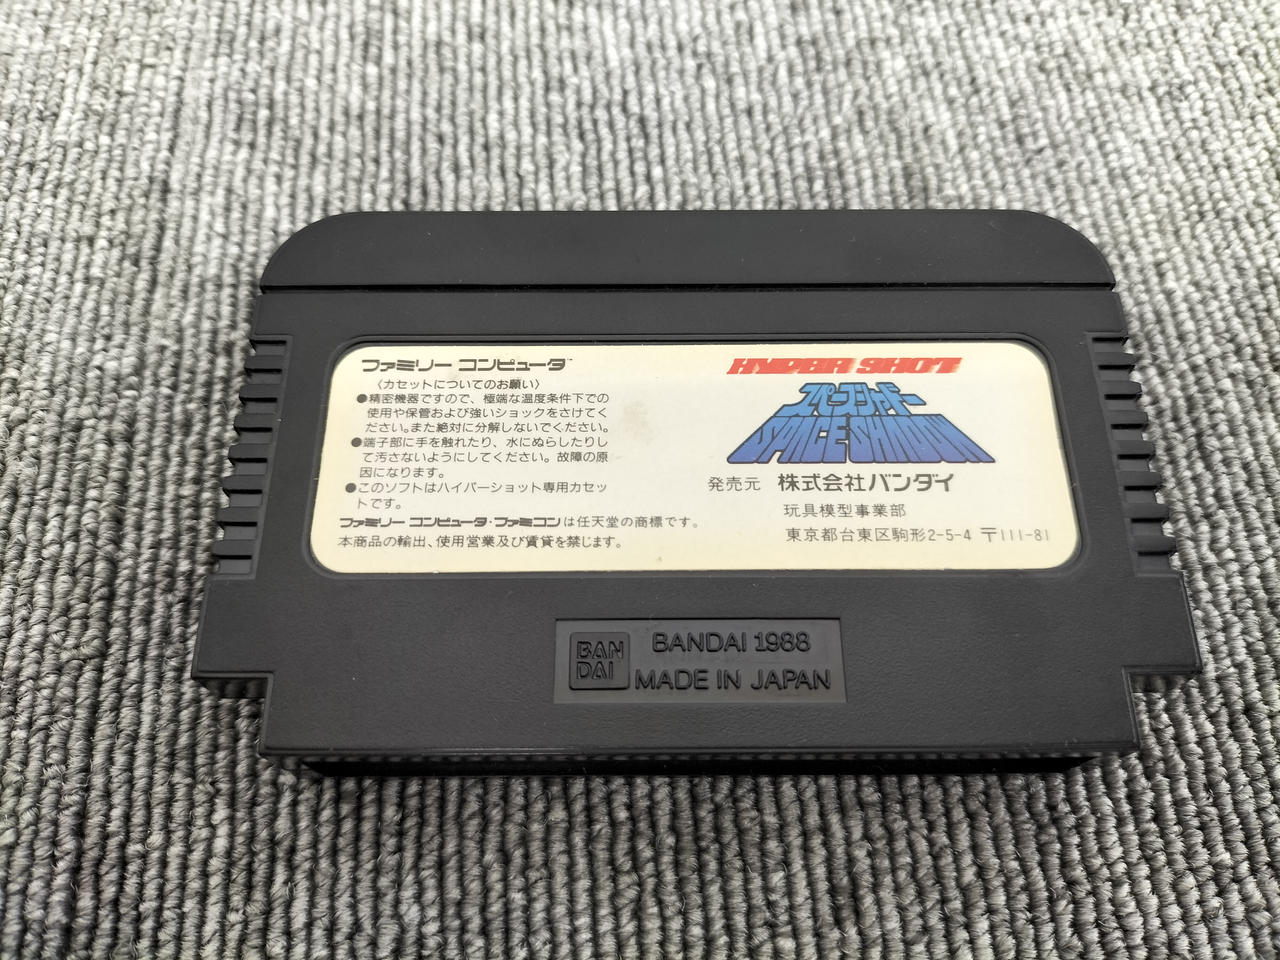 ファミリー コンピュータ™
〈カセットについてのお願い〉
●精密機器ですので、極端な温度条件下での
使用や保管および強いショックをさけてく
ださい。また絶対に分解しないでください。
●端子部に手を触れたり、水にぬらしたりし
て汚さないようにしてください。故障の原
因になります。
●このソフトはハイパーショット専用カセッ
トです。
ファミリー コンピュータ・ファミコンは任天堂の商標です。
本商品の輸出、使用営業及び賃貸を禁じます。
HYPER SHOT
スペースシャドー
SPACE SHADOW
発売元 株式会社バンダイ
玩具模型事業部
東京都台東区駒形2-5-4 〒111-81
BAN
DAI
BANDAI 1988
MADE IN JAPAN